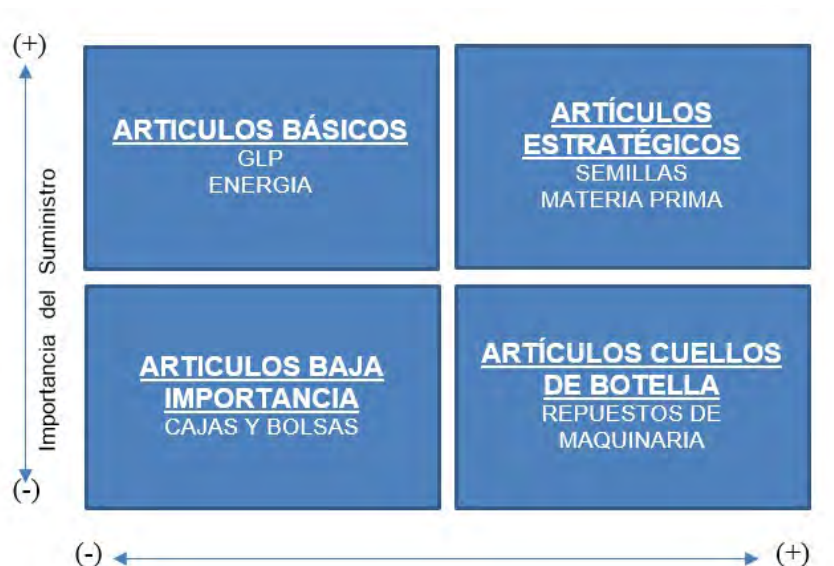 (+)
ARTICULOS BÁSICOS
GLP
ENERGIA
ARTÍCULOS
ESTRATÉGICOS
SEMILLAS
MATERIA PRIMA
Importancia del Suministro
ARTICULOS BAJA
IMPORTANCIA
CAJAS Y BOLSAS
ARTÍCULOS CUELLOS
DE BOTELLA
REPUESTOS DE
MAQUINARIA
(-)
(-)
(+)